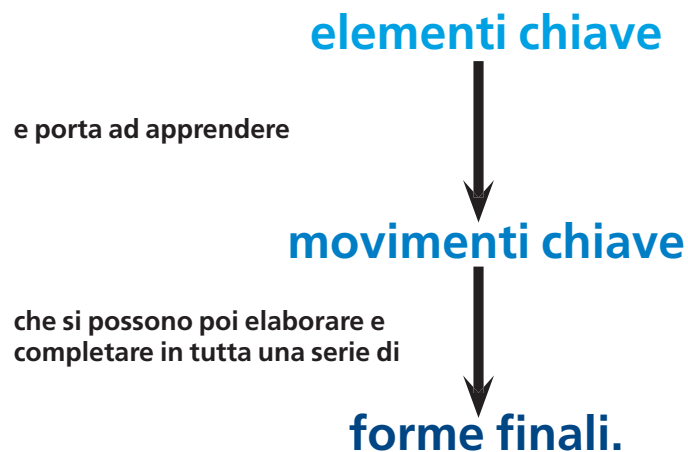 elementi chiave
e porta ad apprendere
movimenti chiave
che si possono poi elaborare e
completare in tutta una serie di
forme finali.